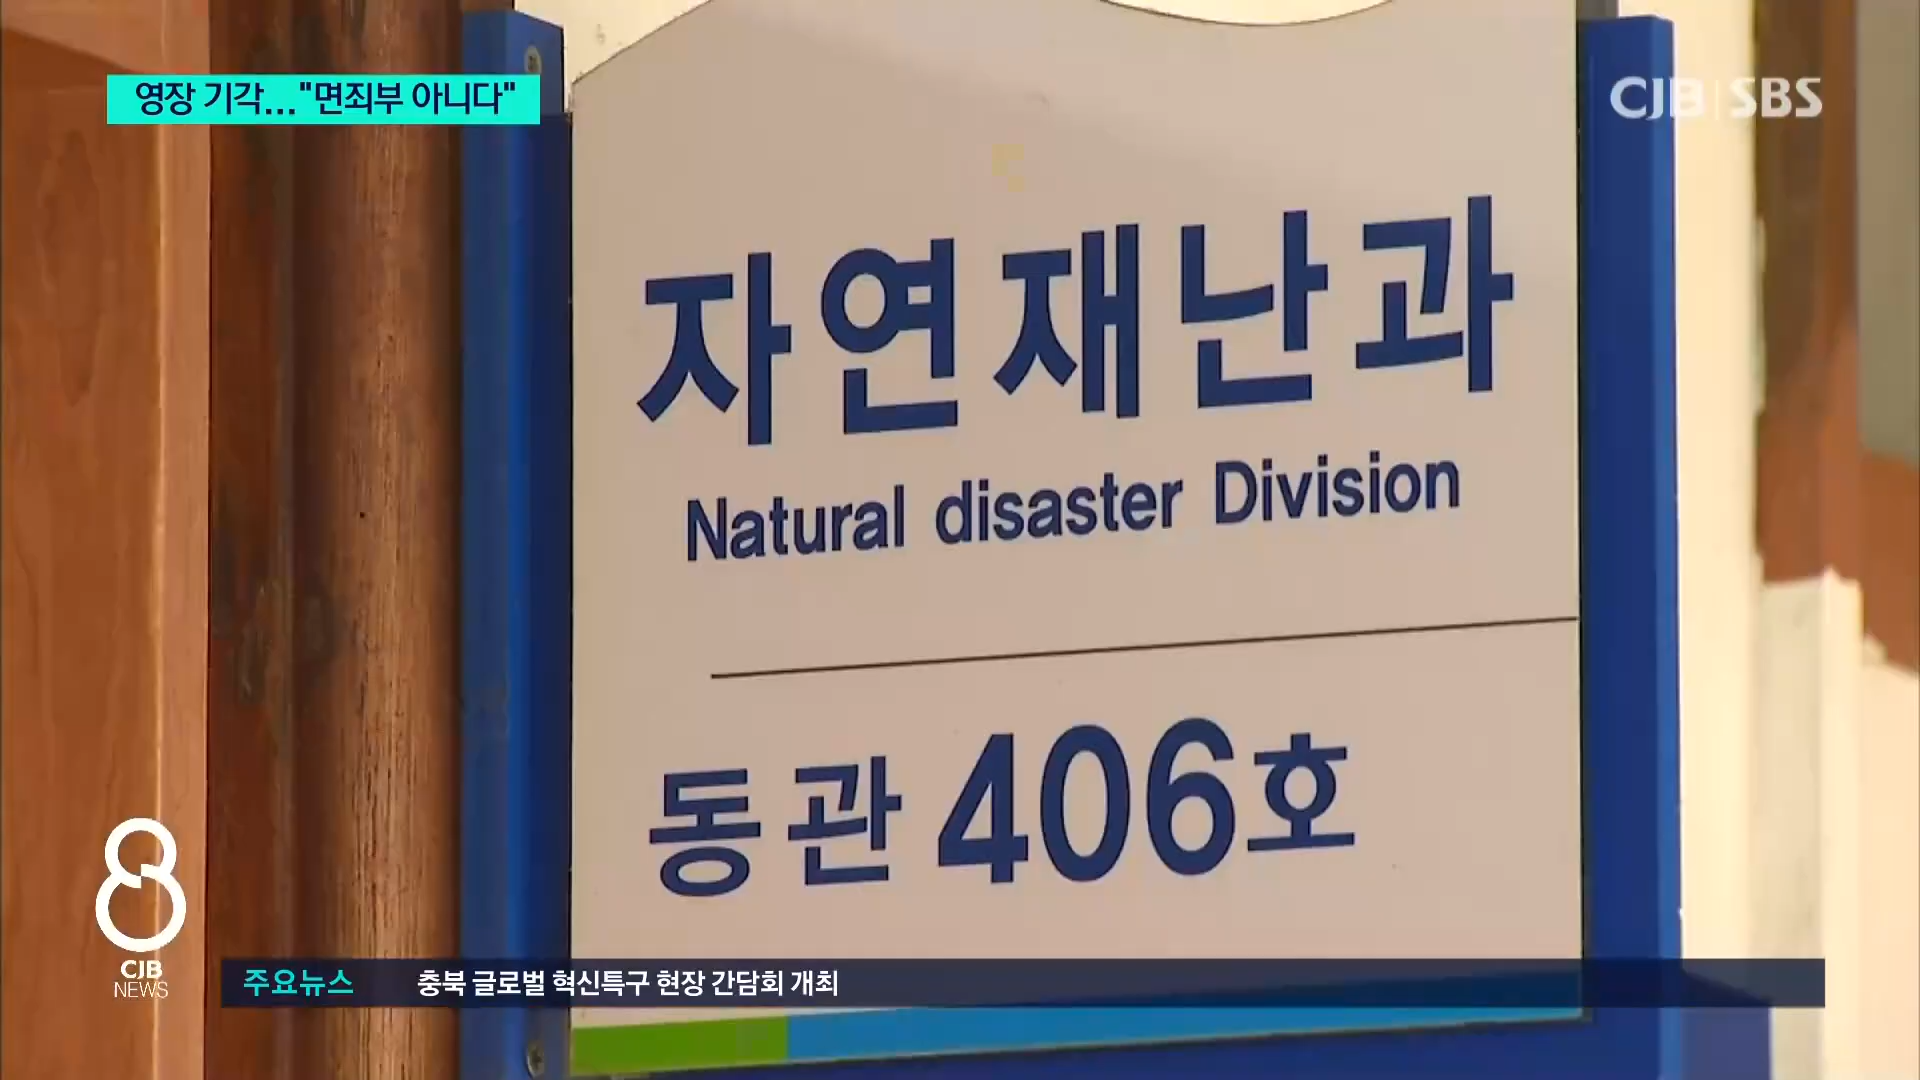 영장 기각..."면죄부 아니다"
CJB SBS
자연재난과
Natural disaster Division
동관 406호
8
CJB
NEWS
주요뉴스 충북 글로벌 혁신특구 현장 간담회 개최